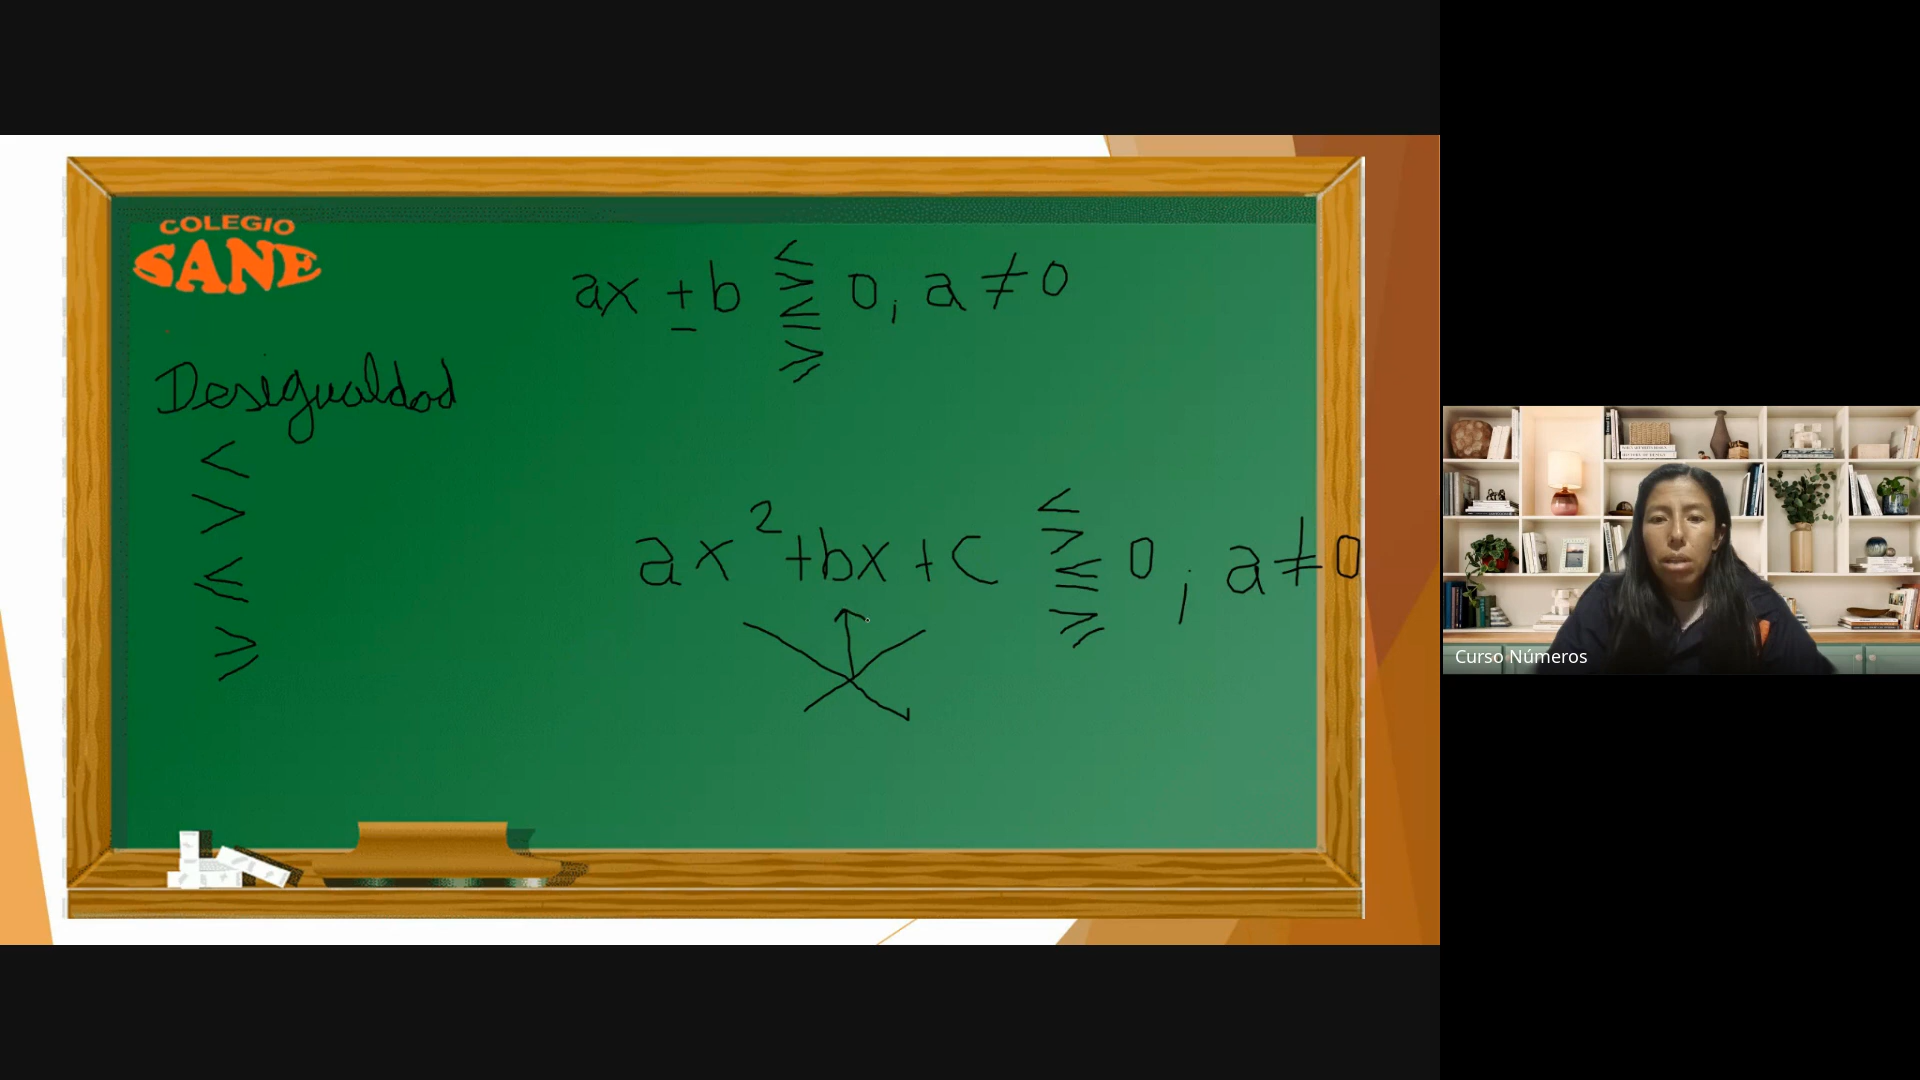 COLEGIO
SANE
ax ± b < > ≤ ≥ 0, a ≠ 0
Desigualdad
<
>
≤
≥
ax² + bx + c < > ≤ ≥ 0, a ≠ 0
Curso Números